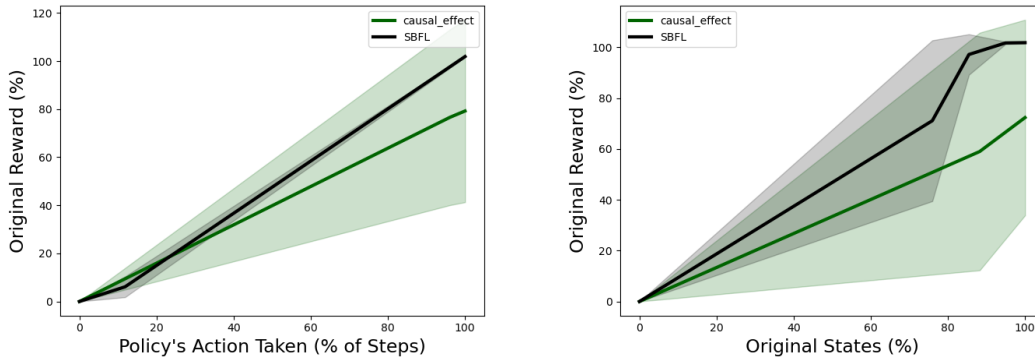 120
100
80
60
40
20
0
Original Reward (%)
causal_effect
SBFL
0 20 40 60 80 100
Policy's Action Taken (% of Steps)
100
80
60
40
20
0
Original Reward (%)
causal_effect
SBFL
0 20 40 60 80 100
Original States (%)